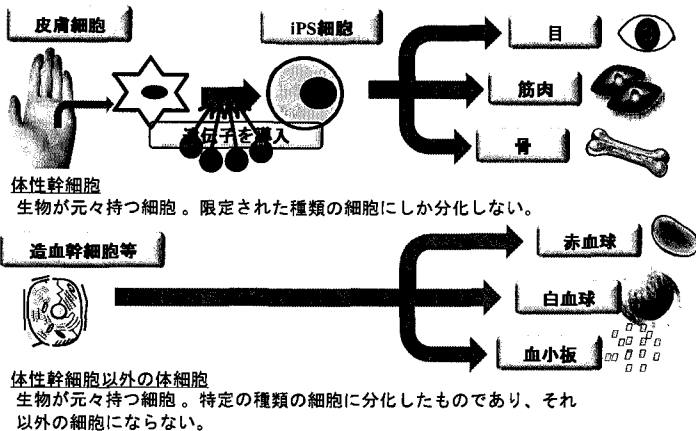 皮膚細胞
iPS細胞
目
筋肉
骨
遺伝子を導入
体性幹細胞
生物が元々持つ細胞。限定された種類の細胞にしか分化しない。
造血幹細胞等
赤血球
白血球
血小板
体性幹細胞以外の体細胞
生物が元々持つ細胞。特定の種類の細胞に分化したものであり、それ
以外の細胞にならない。